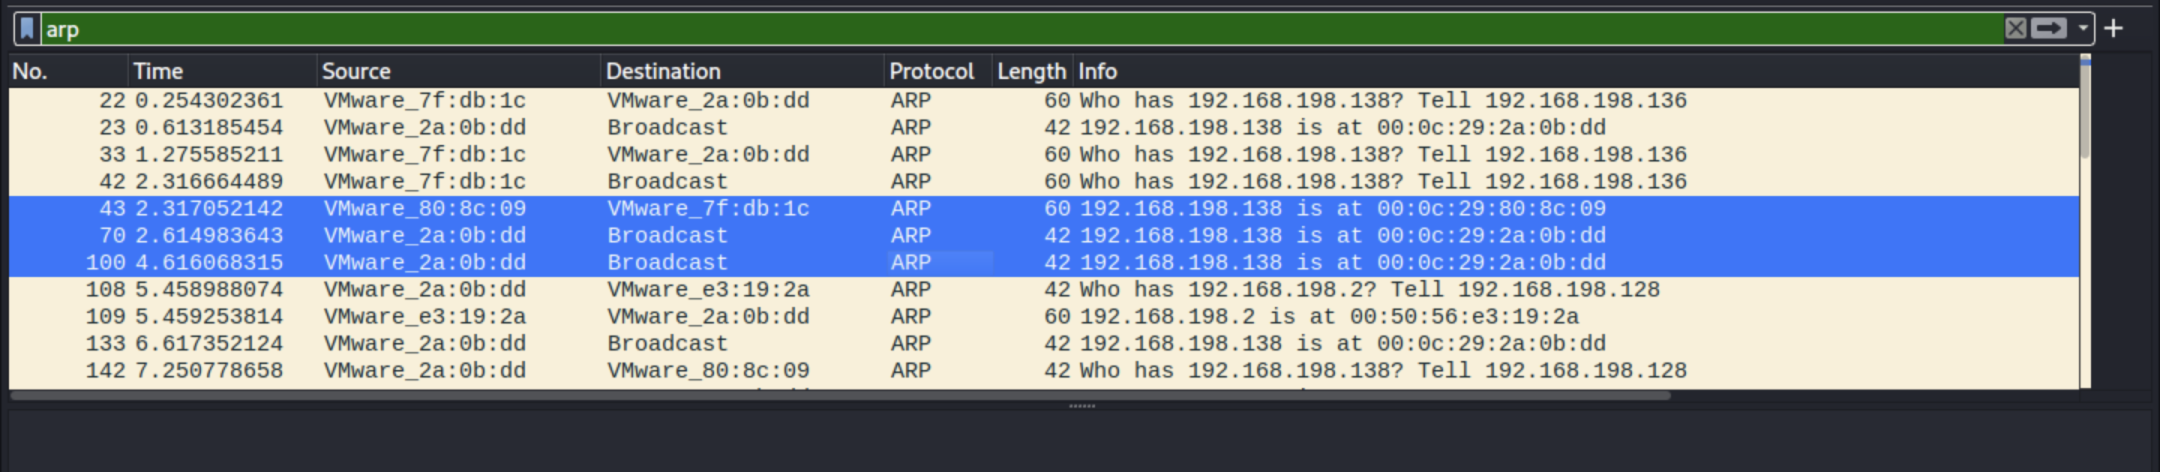 arp
No. Time Source Destination Protocol Length Info
22 0.254302361 VMware_7f:db:1c VMware_2a:0b:dd ARP 60 Who has 192.168.198.138? Tell 192.168.198.136
23 0.613185454 VMware_2a:0b:dd Broadcast ARP 42 192.168.198.138 is at 00:0c:29:2a:0b:dd
33 1.275585211 VMware_7f:db:1c VMware_2a:0b:dd ARP 60 Who has 192.168.198.138? Tell 192.168.198.136
42 2.316664489 VMware_7f:db:1c Broadcast ARP 60 Who has 192.168.198.138? Tell 192.168.198.136
43 2.317052142 VMware_80:8c:09 VMware_7f:db:1c ARP 60 192.168.198.138 is at 00:0c:29:80:8c:09
70 2.614983643 VMware_2a:0b:dd Broadcast ARP 42 192.168.198.138 is at 00:0c:29:2a:0b:dd
100 4.616068315 VMware_2a:0b:dd Broadcast ARP 42 192.168.198.138 is at 00:0c:29:2a:0b:dd
108 5.458988074 VMware_2a:0b:dd VMware_e3:19:2a ARP 42 Who has 192.168.198.2? Tell 192.168.198.128
109 5.459253814 VMware_e3:19:2a VMware_2a:0b:dd ARP 60 192.168.198.2 is at 00:50:56:e3:19:2a
133 6.617352124 VMware_2a:0b:dd Broadcast ARP 42 192.168.198.138 is at 00:0c:29:2a:0b:dd
142 7.250778658 VMware_2a:0b:dd VMware_80:8c:09 ARP 42 Who has 192.168.198.138? Tell 192.168.198.128